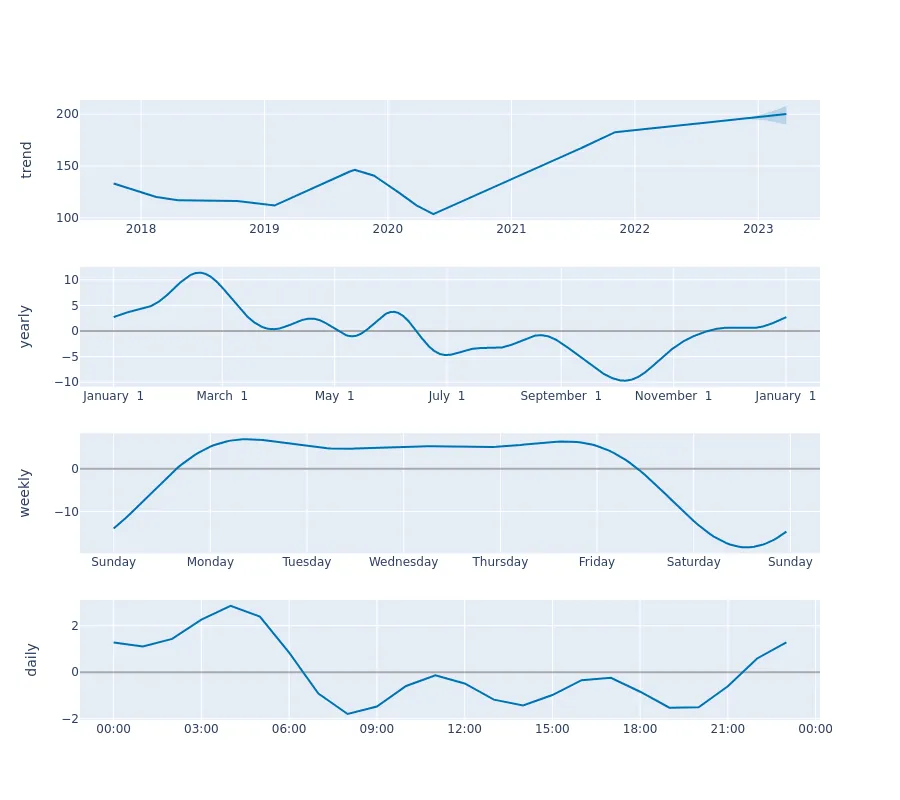 trend
200
150
100
2018 2019 2020 2021 2022 2023
yearly
10
5
0
−5
−10
January 1 March 1 May 1 July 1 September 1 November 1 January 1
weekly
0
−10
Sunday Monday Tuesday Wednesday Thursday Friday Saturday Sunday
daily
2
0
−2
00:00 03:00 06:00 09:00 12:00 15:00 18:00 21:00 00:00